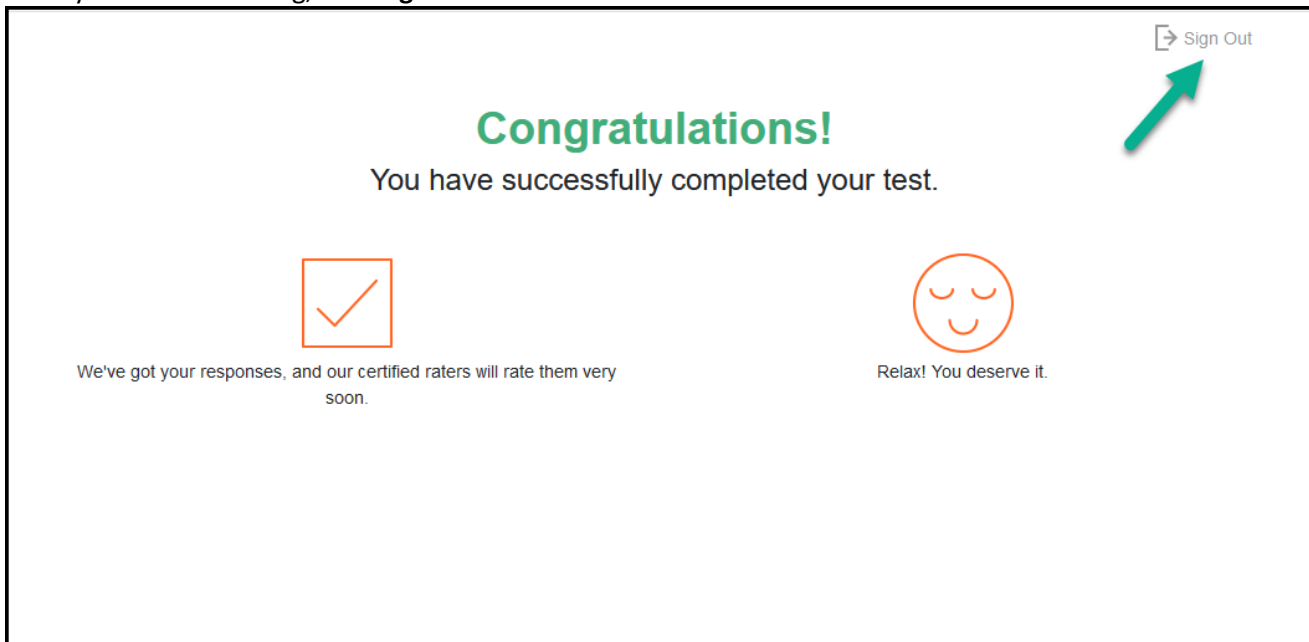 Sign Out
Congratulations!
You have successfully completed your test.
We've got your responses, and our certified raters will rate them very
soon.
Relax! You deserve it.